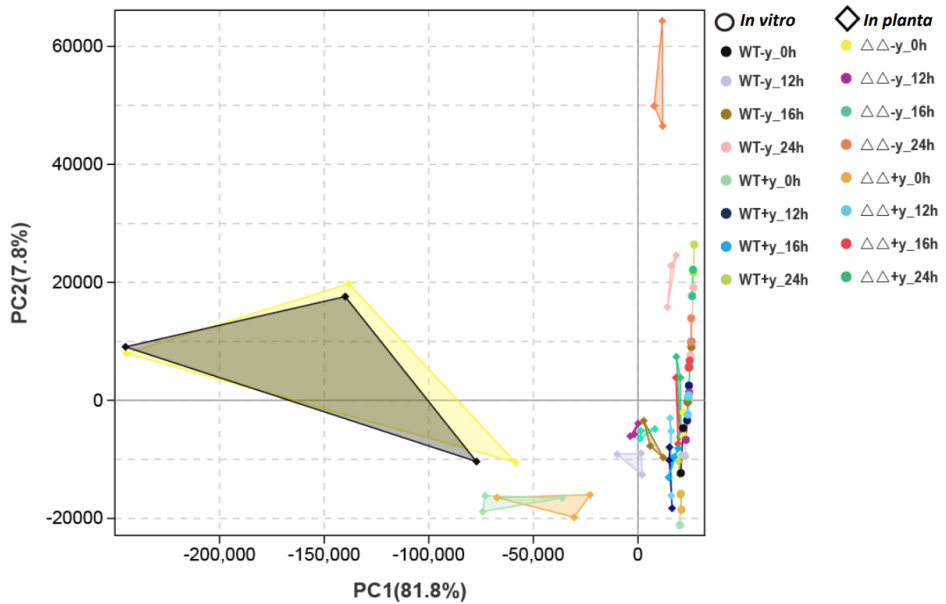 60000
40000
20000
0
-20000
PC2(7.8%)
-200,000
-150,000
-100,000
-50,000
0
PC1(81.8%)
In vitro
WT-y_0h
WT-y_12h
WT-y_16h
WT-y_24h
WT+y_0h
WT+y_12h
WT+y_16h
WT+y_24h
In planta
△△-y_0h
△△-y_12h
△△-y_16h
△△-y_24h
△△+y_0h
△△+y_12h
△△+y_16h
△△+y_24h